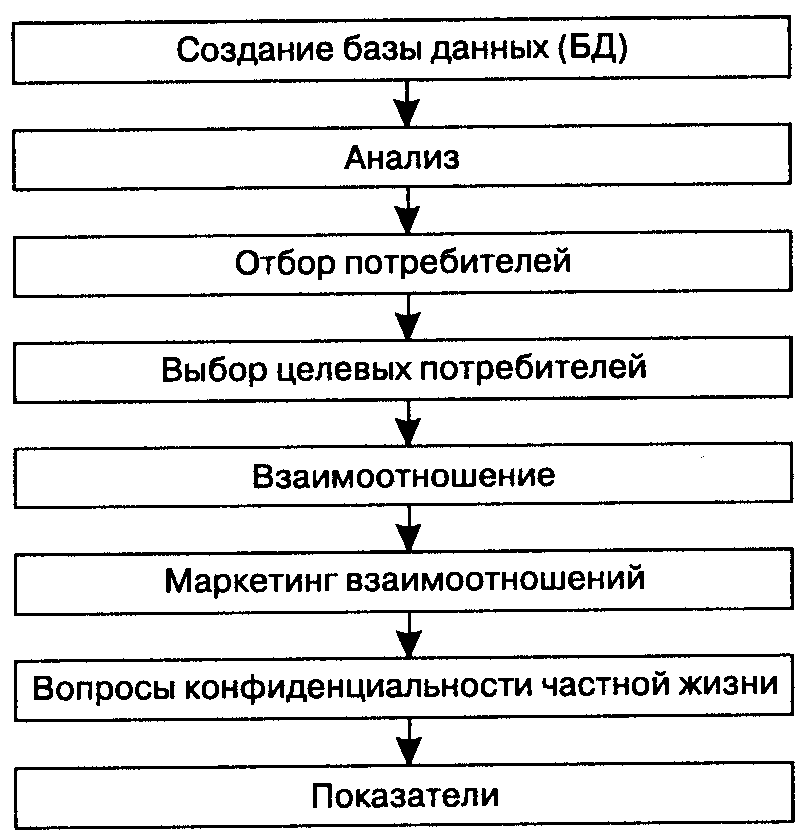 Создание базы данных (БД)
Анализ
Отбор потребителей
Выбор целевых потребителей
Взаимоотношение
Маркетинг взаимоотношений
Вопросы конфиденциальности частной жизни
Показатели